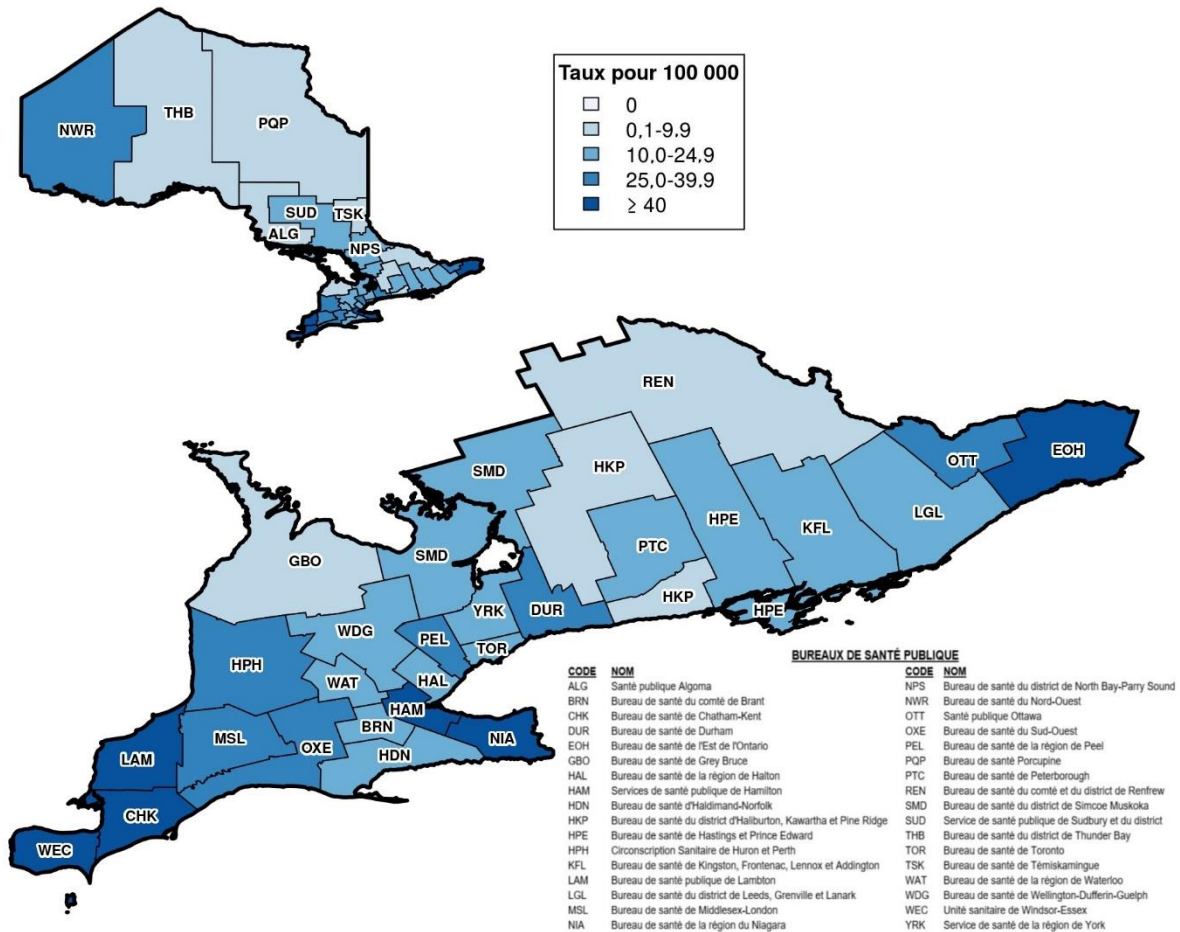 Taux pour 100 000
0
0,1-9,9
10,0-24,9
25,0-39,9
≥ 40
NWR
THB
PQP
SUD
TSK
ALG
NPS
REN
SMD
HKP
OTT
EOH
LGL
HPE
KFL
PTC
GBO
SMD
HKP
HPE
YRK
DUR
WDG
PEL
TOR
HPH
WAT
HAL
HAM
BRN
NIA
MSL
OXE
HDN
LAM
CHK
WEC
BUREAUX DE SANTÉ PUBLIQUE
CODE NOM
ALG Santé publique Algoma
BRN Bureau de santé du comté de Brant
CHK Bureau de santé de Chatham-Kent
DUR Bureau de santé de Durham
EOH Bureau de santé de l'Est de l'Ontario
GBO Bureau de santé de Grey Bruce
HAL Bureau de santé de la région de Halton
HAM Services de santé publique de Hamilton
HDN Bureau de santé d'Haldimand-Norfolk
HKP Bureau de santé du district d'Haliburton, Kawartha et Pine Ridge
HPE Bureau de santé de Hastings et Prince Edward
HPH Circonscription Sanitaire de Huron et Perth
KFL Bureau de santé de Kingston, Frontenac, Lennox et Addington
LAM Bureau de santé publique de Lambton
LGL Bureau de santé du district de Leeds, Grenville et Lanark
MSL Bureau de santé de Middlesex-London
NIA Bureau de santé de la région du Niagara
CODE NOM
NPS Bureau de santé du district de North Bay-Parry Sound
NWR Bureau de santé du Nord-Ouest
OTT Santé publique Ottawa
OXE Bureau de santé du Sud-Ouest
PEL Bureau de santé de la région de Peel
PQP Bureau de santé Porcupine
PTC Bureau de santé de Peterborough
REN Bureau de santé du comté et du district de Renfrew
SMD Bureau de santé du district de Simcoe Muskoka
SUD Service de santé publique de Sudbury et du district
THB Bureau de santé du district de Thunder Bay
TOR Bureau de santé de Toronto
TSK Bureau de santé de Témiskamingue
WAT Bureau de santé de la région de Waterloo
WDG Bureau de santé de Wellington-Dufferin-Guelph
WEC Unité sanitaire de Windsor-Essex
YRK Service de santé de la région de York